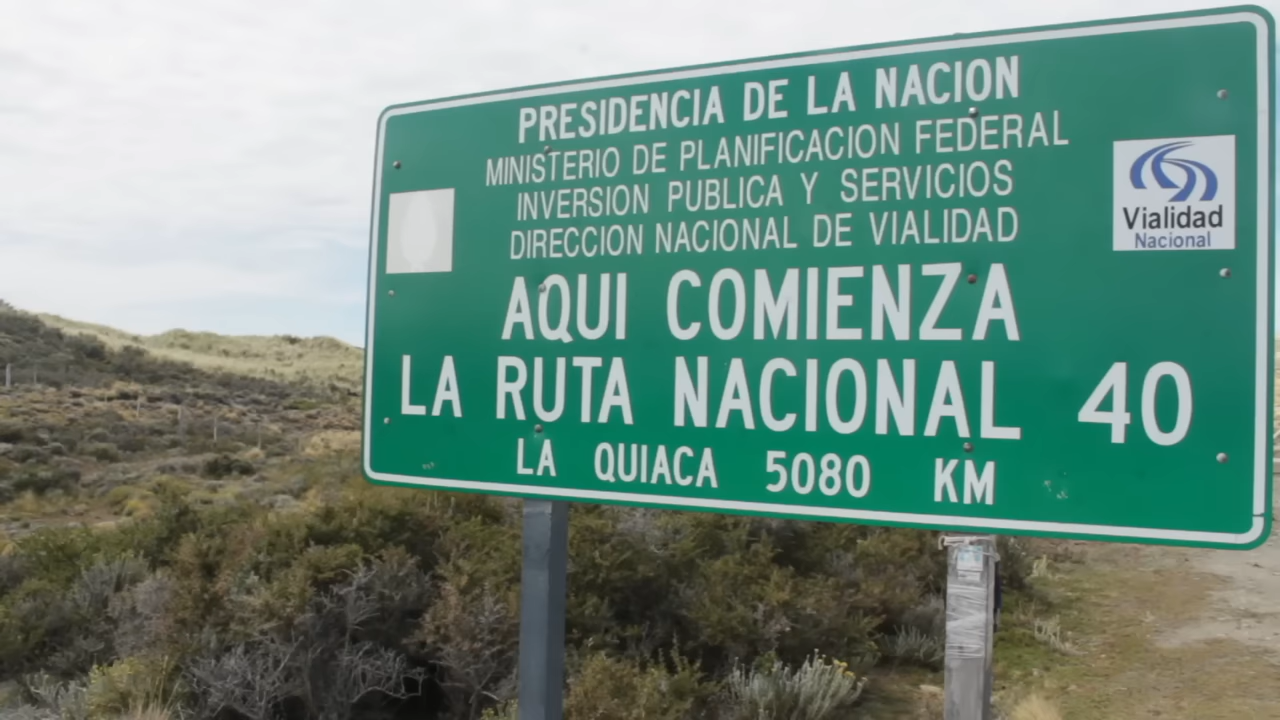 PRESIDENCIA DE LA NACION
MINISTERIO DE PLANIFICACION FEDERAL
INVERSION PUBLICA Y SERVICIOS
DIRECCION NACIONAL DE VIALIDAD
Vialidad
Nacional
AQUI COMIENZA
LA RUTA NACIONAL 40
LA QUIACA 5080 KM